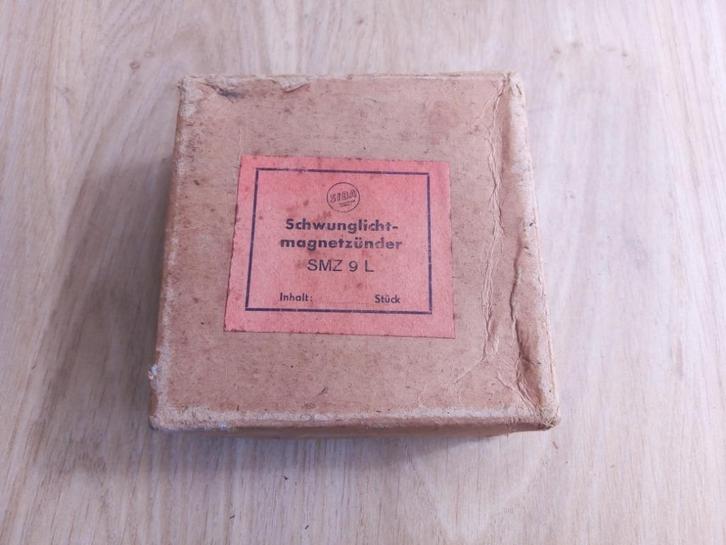 SIBA
Schwunglicht-
magnetzünder
SMZ 9 L
Inhalt: Stück